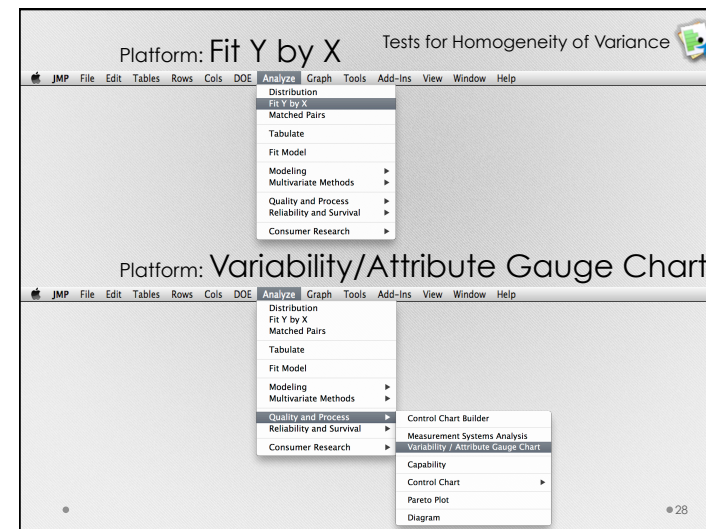 Platform: Fit Y by X Tests for Homogeneity of Variance
JMP File Edit Tables Rows Cols DOE Analyze Graph Tools Add-Ins View Window Help
Distribution
Fit Y by X
Matched Pairs
Tabulate
Fit Model
Modeling
Multivariate Methods
Quality and Process
Reliability and Survival
Consumer Research
Platform: Variability/Attribute Gauge Chart
JMP File Edit Tables Rows Cols DOE Analyze Graph Tools Add-Ins View Window Help
Distribution
Fit Y by X
Matched Pairs
Tabulate
Fit Model
Modeling
Multivariate Methods
Quality and Process
Reliability and Survival
Consumer Research
Control Chart Builder
Measurement Systems Analysis
Variability / Attribute Gauge Chart
Capability
Control Chart
Pareto Plot
Diagram
28